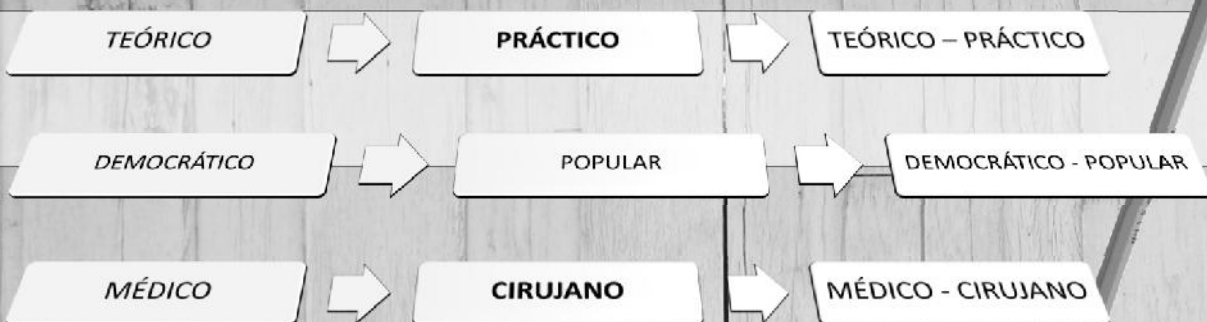 TEÓRICO PRÁCTICO TEÓRICO – PRÁCTICO
DEMOCRÁTICO POPULAR DEMOCRÁTICO - POPULAR
MÉDICO CIRUJANO MÉDICO - CIRUJANO